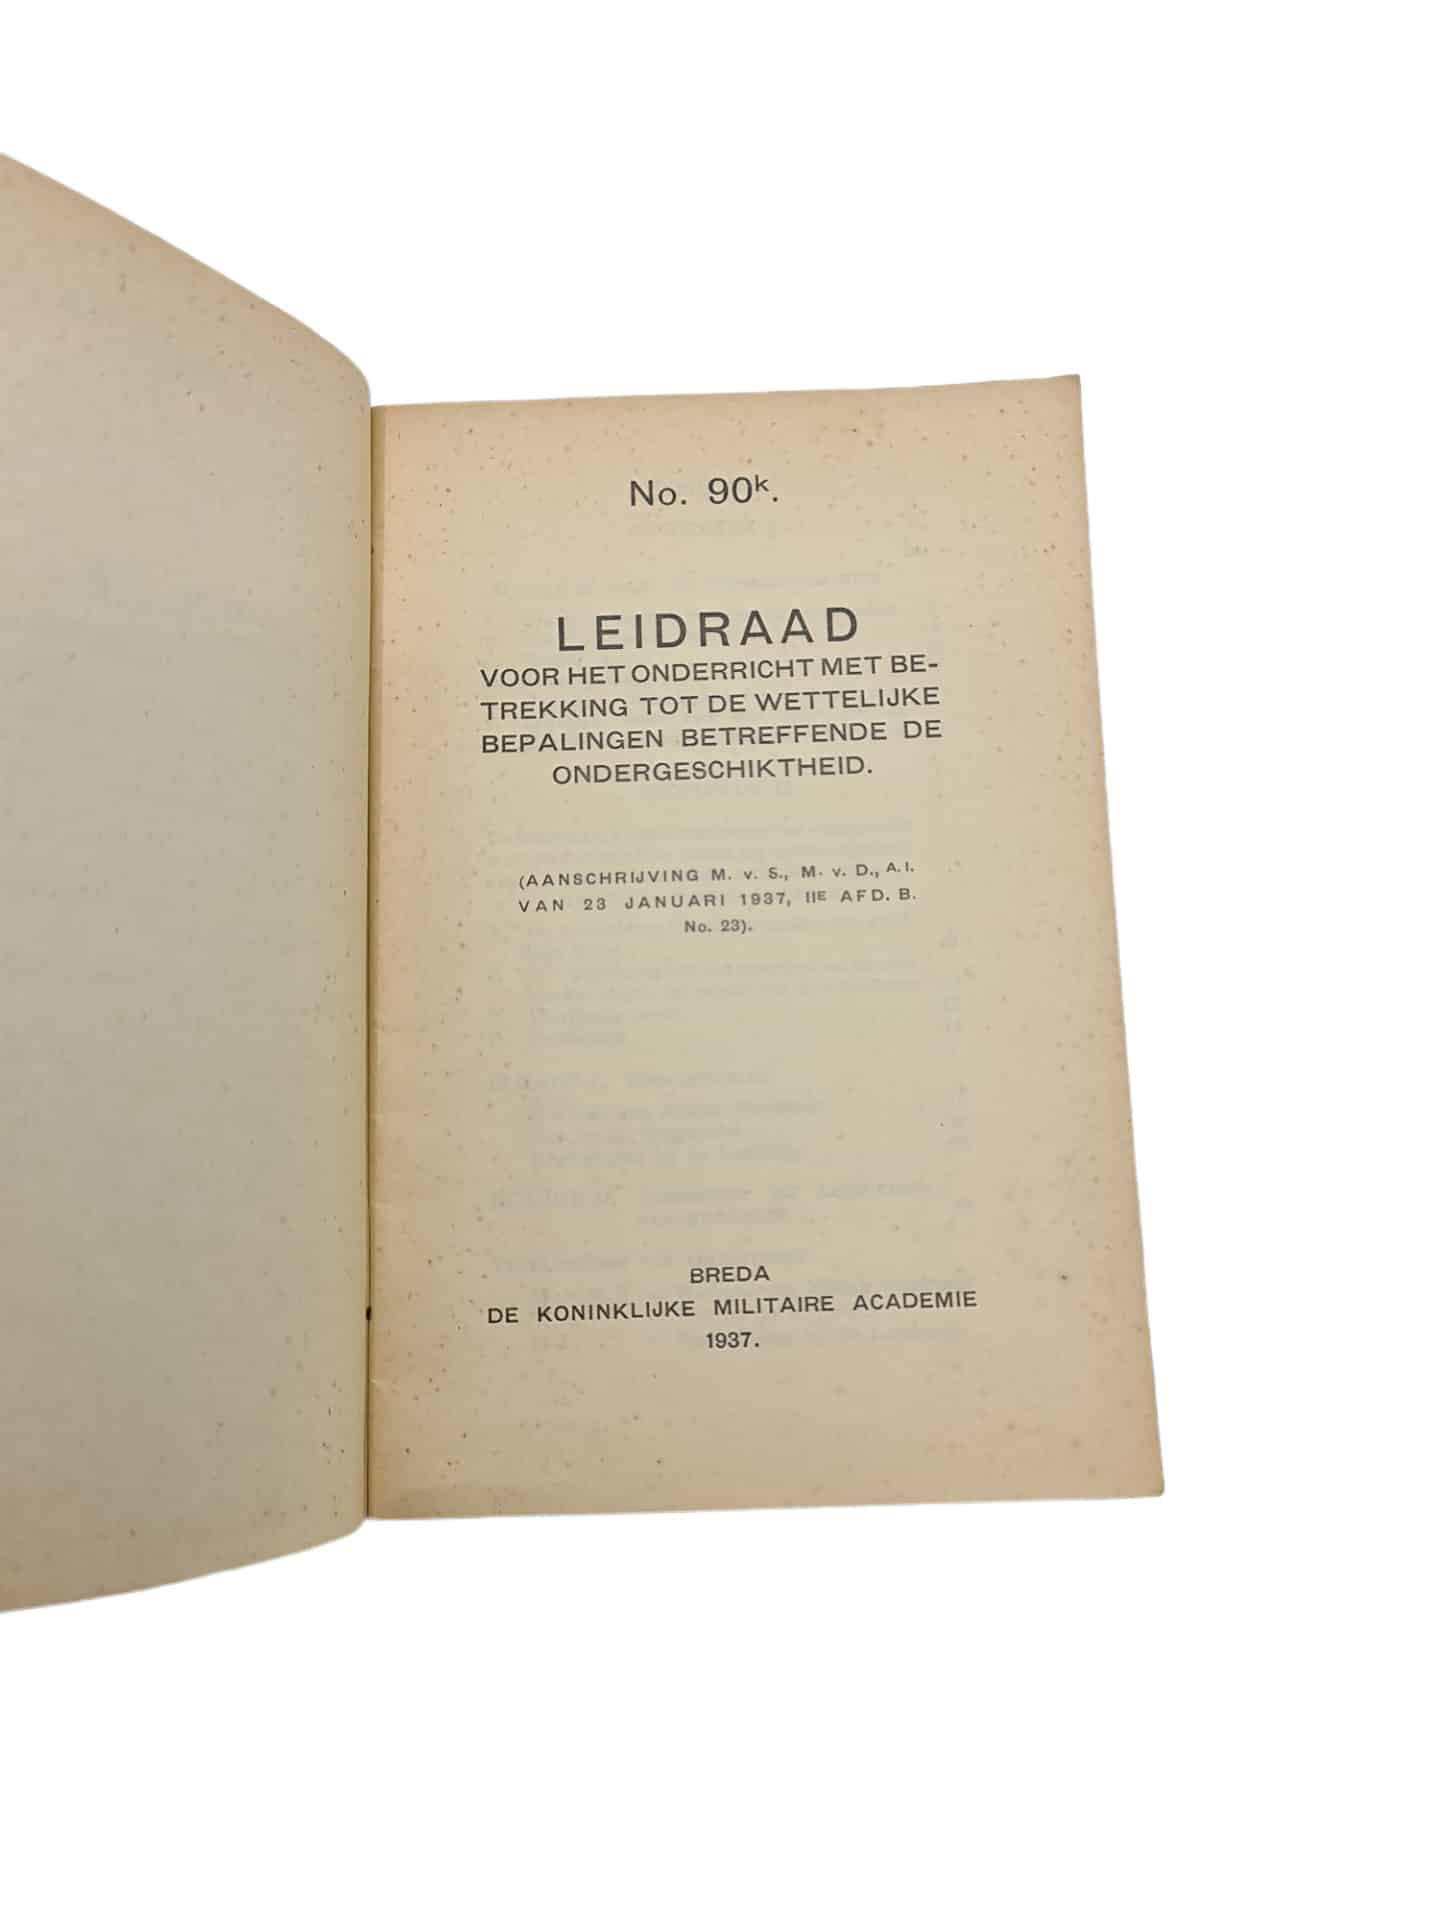 No. 90ᵏ.
LEIDRAAD
VOOR HET ONDERRICHT MET BE-
TREKKING TOT DE WETTELIJKE
BEPALINGEN BETREFFENDE DE
ONDERGESCHIKTHEID.
(AANSCHRIJVING M. v. S., M. v. D., A. I.
VAN 23 JANUARI 1937, IIE AFD. B.
No. 23).
BREDA
DE KONINKLIJKE MILITAIRE ACADEMIE
1937.